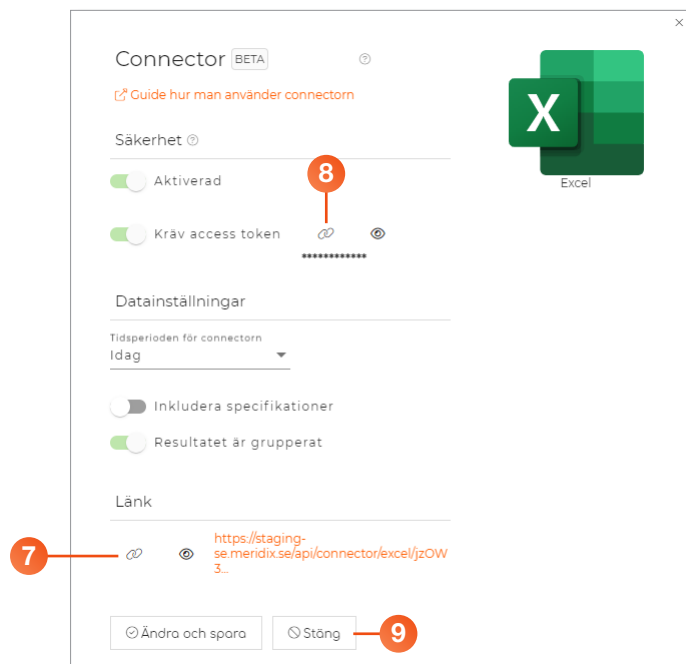 Connector BETA
Guide hur man använder connectorn
X
Excel
Säkerhet
Aktiverad
8
Kräv access token
************
Datainställningar
Tidsperioden för connectorn
Idag
Inkludera specifikationer
Resultatet är grupperat
Länk
7
https://staging-
se.meridix.se/api/connector/excel/jzOW
3...
Ändra och spara
Stäng
9